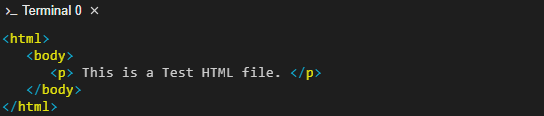 >_ Terminal 0 ×
<html>
<body>
<p> This is a Test HTML file. </p>
</body>
</html>